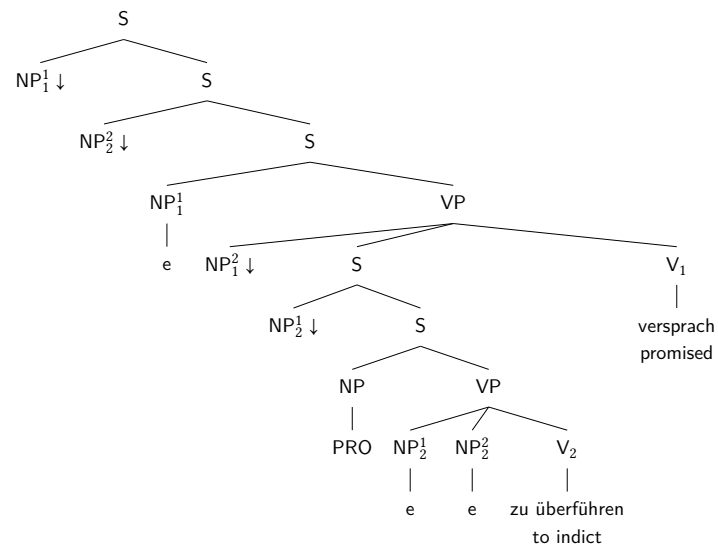 S
NP₁¹↓ S
NP₂²↓ S
NP₁¹ VP
e NP₁²↓ S V₁
NP₂¹↓ S versprach
promised
NP VP
PRO NP₂¹ NP₂² V₂
e e zu überführen
to indict